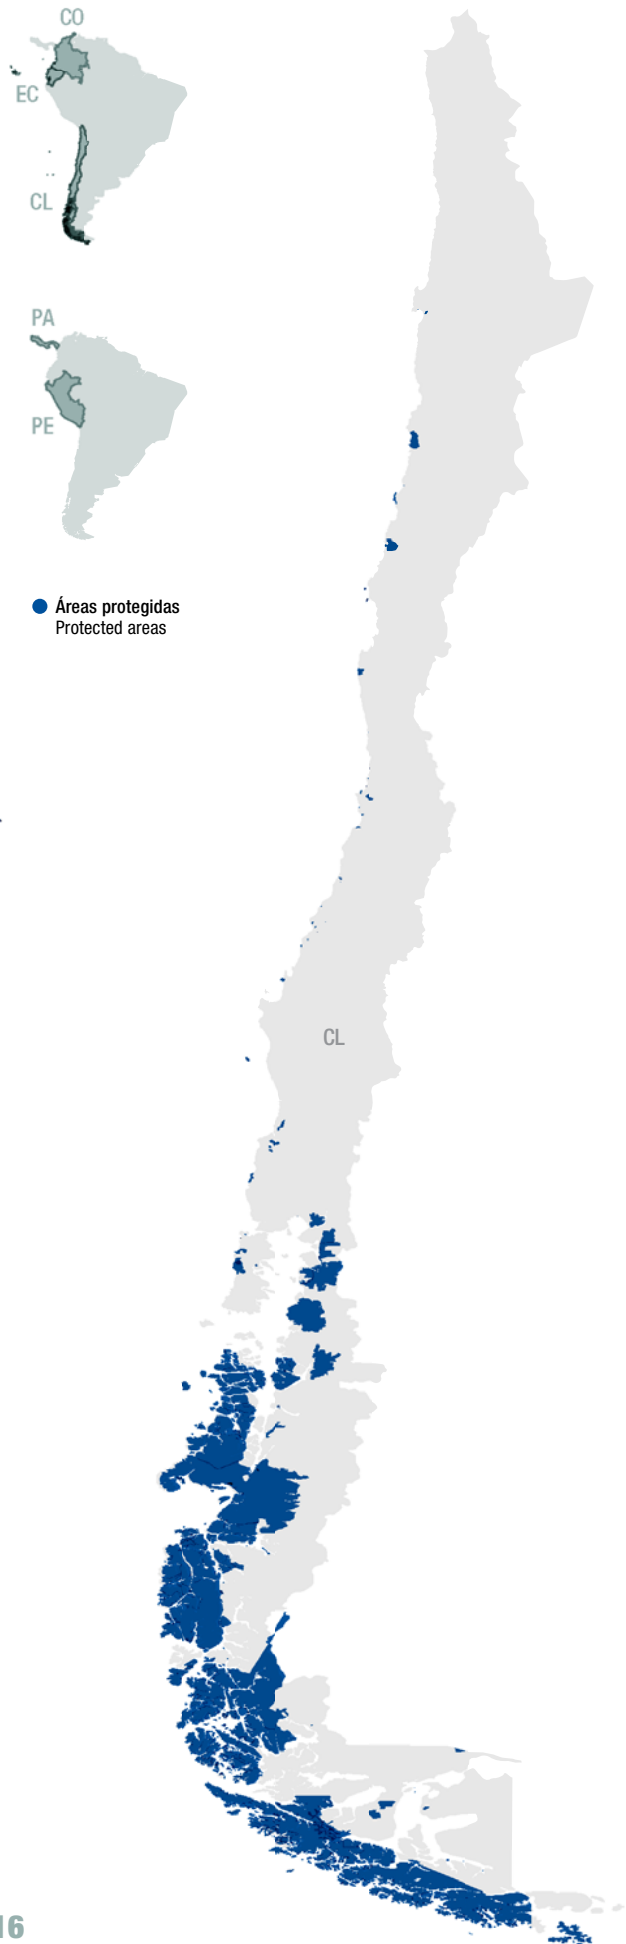 CO
EC
CL
PA
PE
Áreas protegidas
Protected areas
CL
16